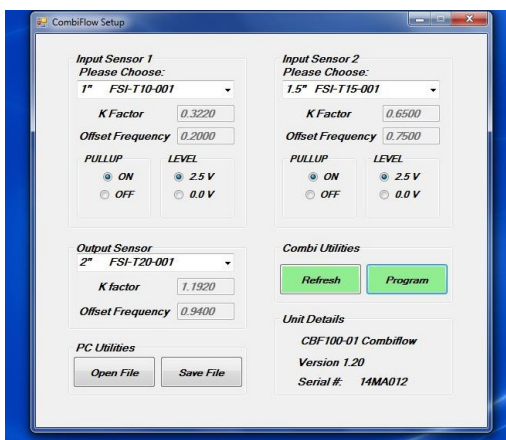 CombiFlow Setup
Input Sensor 1
Please Choose:
1" FSI-T10-001
K Factor 0.3220
Offset Frequency 0.2000
PULLUP LEVEL
ON 2.5 V
OFF 0.0 V
Input Sensor 2
Please Choose:
1.5" FSI-T15-001
K Factor 0.6500
Offset Frequency 0.7500
PULLUP LEVEL
ON 2.5 V
OFF 0.0 V
Output Sensor
2" FSI-T20-001
K factor 1.1920
Offset Frequency 0.9400
Combi Utilities
Refresh Program
PC Utilities
Open File Save File
Unit Details
CBF100-01 Combiflow
Version 1.20
Serial #: 14MA012